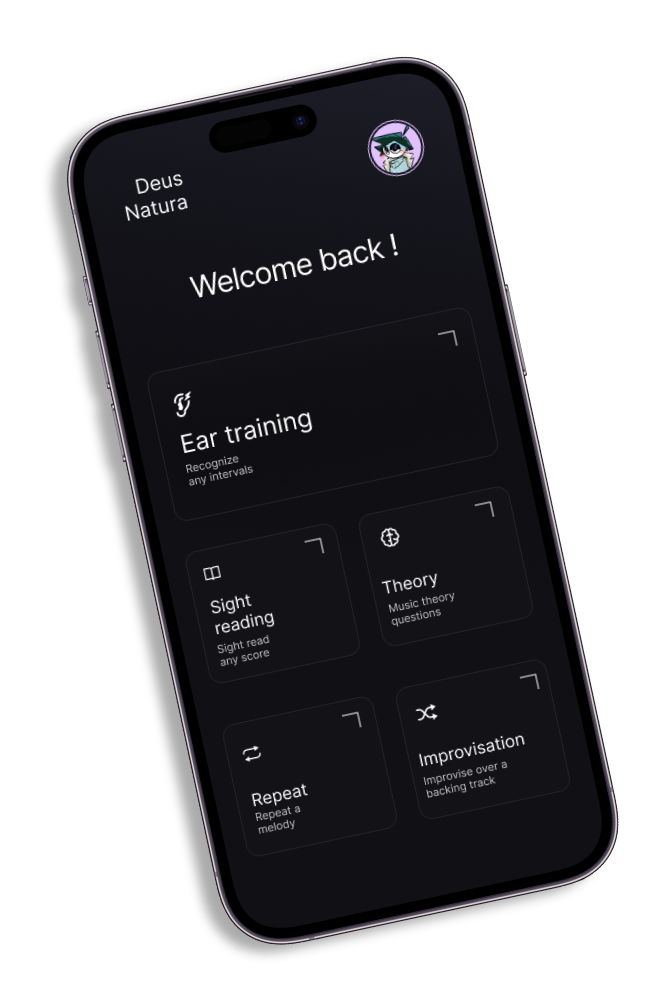 Deus
Natura
Welcome back !
Ear training
Recognize
any intervals
Sight
reading
Sight read
any score
Theory
Music theory
questions
Repeat
Repeat a
melody
Improvisation
Improvise over a
backing track